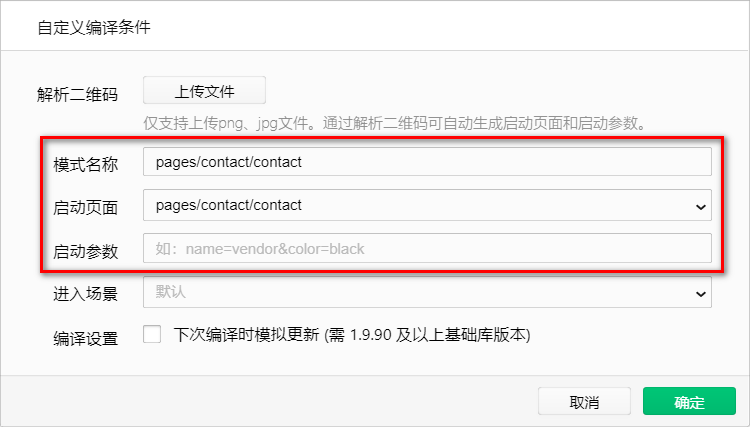 自定义编译条件
解析二维码 上传文件
仅支持上传png、jpg文件。通过解析二维码可自动生成启动页面和启动参数。
模式名称 pages/contact/contact
启动页面 pages/contact/contact
启动参数 如：name=vendor&color=black
进入场景 默认
编译设置 下次编译时模拟更新 (需 1.9.90 及以上基础库版本)
取消 确定